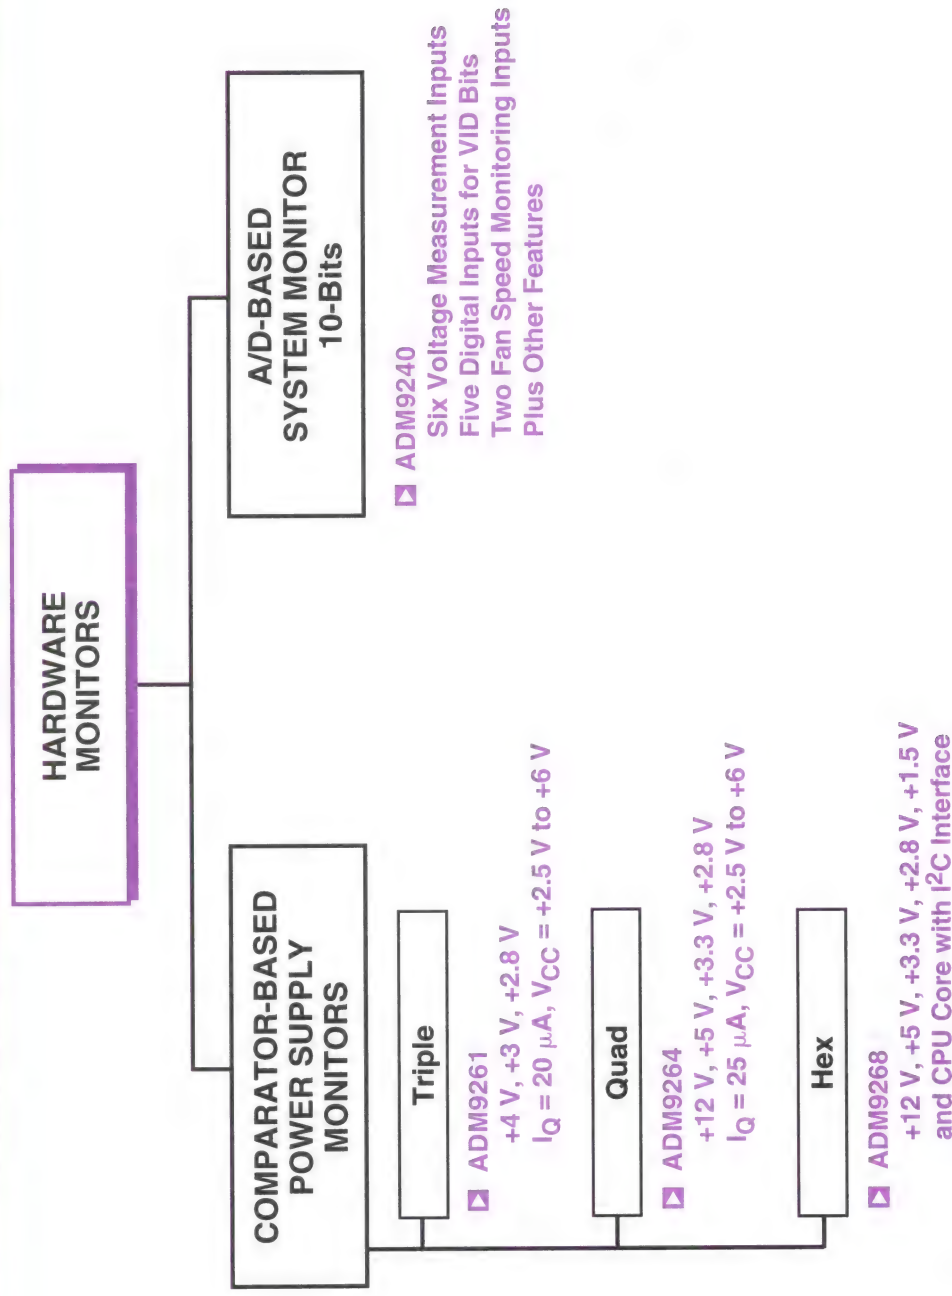 HARDWARE
MONITORS
COMPARATOR-BASED
POWER SUPPLY
MONITORS
Triple
ADM9261
+4 V, +3 V, +2.8 V
IQ = 20 μA, VCC = +2.5 V to +6 V
Quad
ADM9264
+12 V, +5 V, +3.3 V, +2.8 V
IQ = 25 μA, VCC = +2.5 V to +6 V
Hex
ADM9268
+12 V, +5 V, +3.3 V, +2.8 V, +1.5 V
and CPU Core with I²C Interface
A/D-BASED
SYSTEM MONITOR
10-Bits
ADM9240
Six Voltage Measurement Inputs
Five Digital Inputs for VID Bits
Two Fan Speed Monitoring Inputs
Plus Other Features